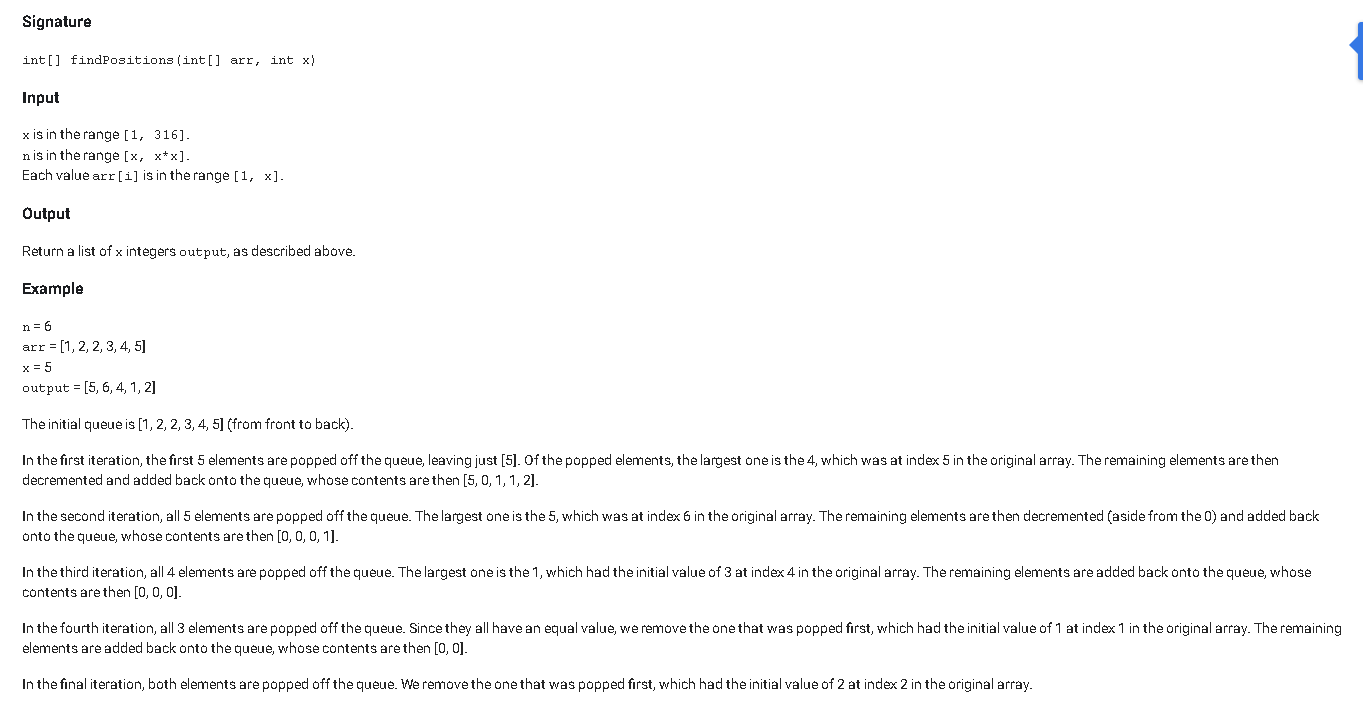 Signature
int[] findPositions(int[] arr, int x)
Input
x is in the range [1, 316].
n is in the range [x, x*x].
Each value arr[i] is in the range [1, x].
Output
Return a list of x integers output, as described above.
Example
n = 6
arr = [1, 2, 2, 3, 4, 5]
x = 5
output = [5, 6, 4, 1, 2]
The initial queue is [1, 2, 2, 3, 4, 5] (from front to back).
In the first iteration, the first 5 elements are popped off the queue, leaving just [5]. Of the popped elements, the largest one is the 4, which was at index 5 in the original array. The remaining elements are then
decremented and added back onto the queue, whose contents are then [5, 0, 1, 1, 2].
In the second iteration, all 5 elements are popped off the queue. The largest one is the 5, which was at index 6 in the original array. The remaining elements are then decremented (aside from the 0) and added back
onto the queue, whose contents are then [0, 0, 0, 1].
In the third iteration, all 4 elements are popped off the queue. The largest one is the 1, which had the initial value of 3 at index 4 in the original array. The remaining elements are added back onto the queue, whose
contents are then [0, 0, 0].
In the fourth iteration, all 3 elements are popped off the queue. Since they all have an equal value, we remove the one that was popped first, which had the initial value of 1 at index 1 in the original array. The remaining
elements are added back onto the queue, whose contents are then [0, 0].
In the final iteration, both elements are popped off the queue. We remove the one that was popped first, which had the initial value of 2 at index 2 in the original array.